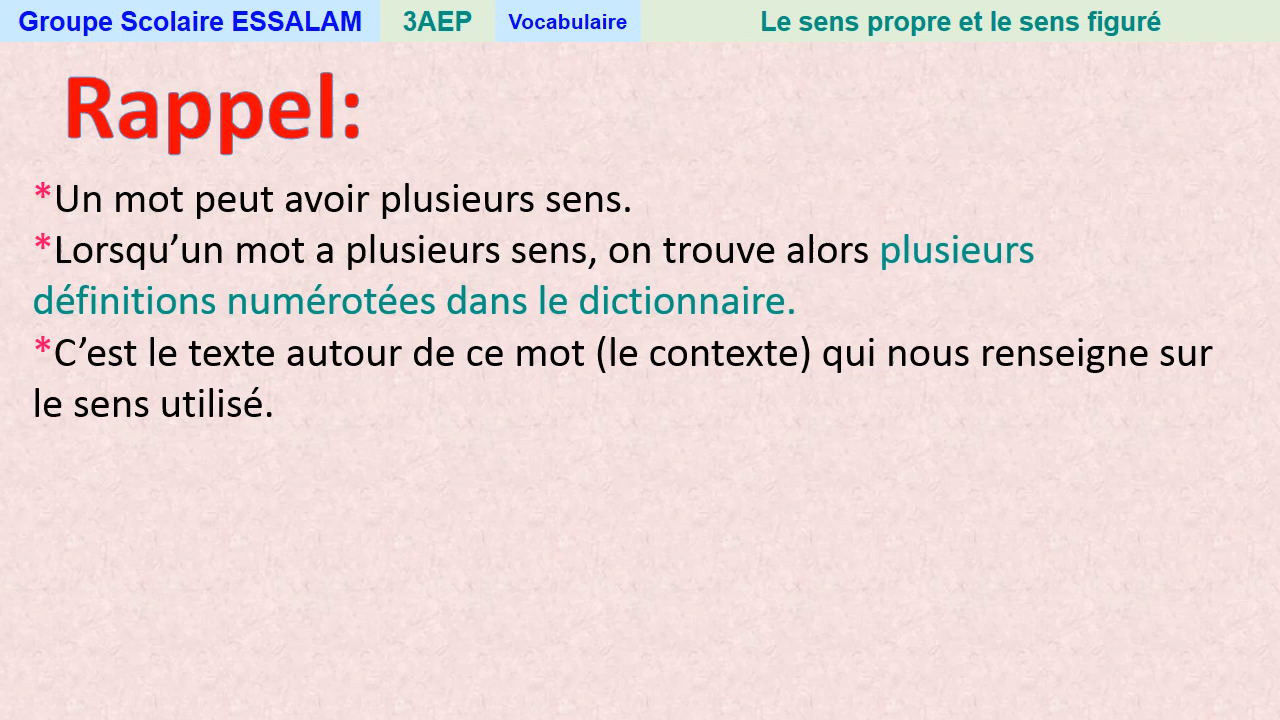 Groupe Scolaire ESSALAM 3AEP Vocabulaire Le sens propre et le sens figuré
Rappel:
*Un mot peut avoir plusieurs sens.
*Lorsqu’un mot a plusieurs sens, on trouve alors plusieurs
définitions numérotées dans le dictionnaire.
*C’est le texte autour de ce mot (le contexte) qui nous renseigne sur
le sens utilisé.